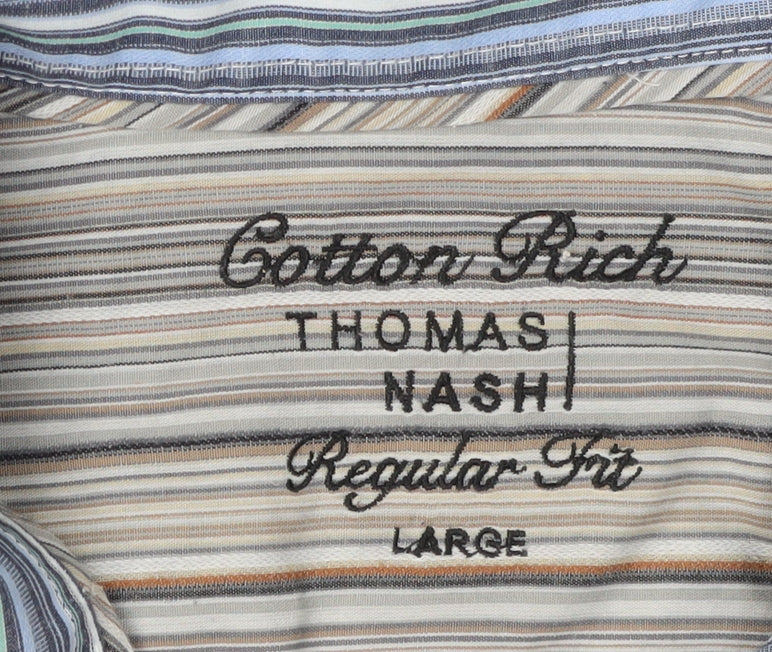 Cotton Rich
THOMAS
NASH
Regular Fit
LARGE